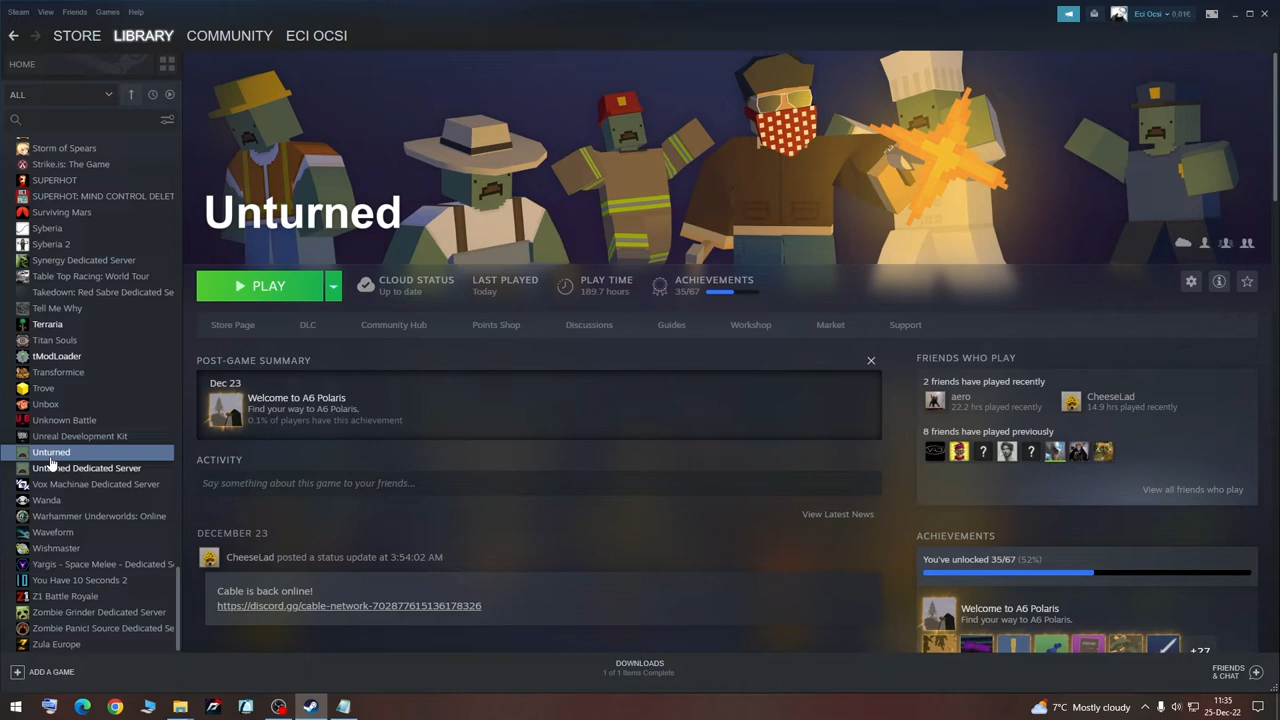 Steam View Friends Games Help
Eci Ocsi 0,01€
STORE LIBRARY COMMUNITY ECI OCSI
HOME
ALL
Storm of Spears
Strike.is: The Game
SUPERHOT
SUPERHOT: MIND CONTROL DELET
Surviving Mars
Syberia
Syberia 2
Synergy Dedicated Server
Table Top Racing: World Tour
Takedown: Red Sabre Dedicated Se
Tell Me Why
Terraria
Titan Souls
tModLoader
Transformice
Trove
Unbox
Unknown Battle
Unreal Development Kit
Unturned
Unturned Dedicated Server
Vox Machinae Dedicated Server
Wanda
Warhammer Underworlds: Online
Waveform
Wishmaster
Yargis - Space Melee - Dedicated S
You Have 10 Seconds 2
Z1 Battle Royale
Zombie Grinder Dedicated Server
Zombie Panic! Source Dedicated Se
Zula Europe
ADD A GAME
Unturned
PLAY
CLOUD STATUS
Up to date
LAST PLAYED
Today
PLAY TIME
189.7 hours
ACHIEVEMENTS
35/67
Store Page DLC Community Hub Points Shop Discussions Guides Workshop Market Support
POST-GAME SUMMARY
Dec 23
Welcome to A6 Polaris
Find your way to A6 Polaris.
0.1% of players have this achievement
ACTIVITY
Say something about this game to your friends...
View Latest News
DECEMBER 23
CheeseLad posted a status update at 3:54:02 AM
Cable is back online!
https://discord.gg/cable-network-702877615136178326
FRIENDS WHO PLAY
2 friends have played recently
aero
22.2 hrs played recently
CheeseLad
14.9 hrs played recently
8 friends have played previously
? ?
View all friends who play
ACHIEVEMENTS
You've unlocked 35/67 (52%)
Welcome to A6 Polaris
Find your way to A6 Polaris.
+27
DOWNLOADS
1 of 1 Items Complete
FRIENDS
& CHAT
7°C Mostly cloudy
11:35
25-Dec-22